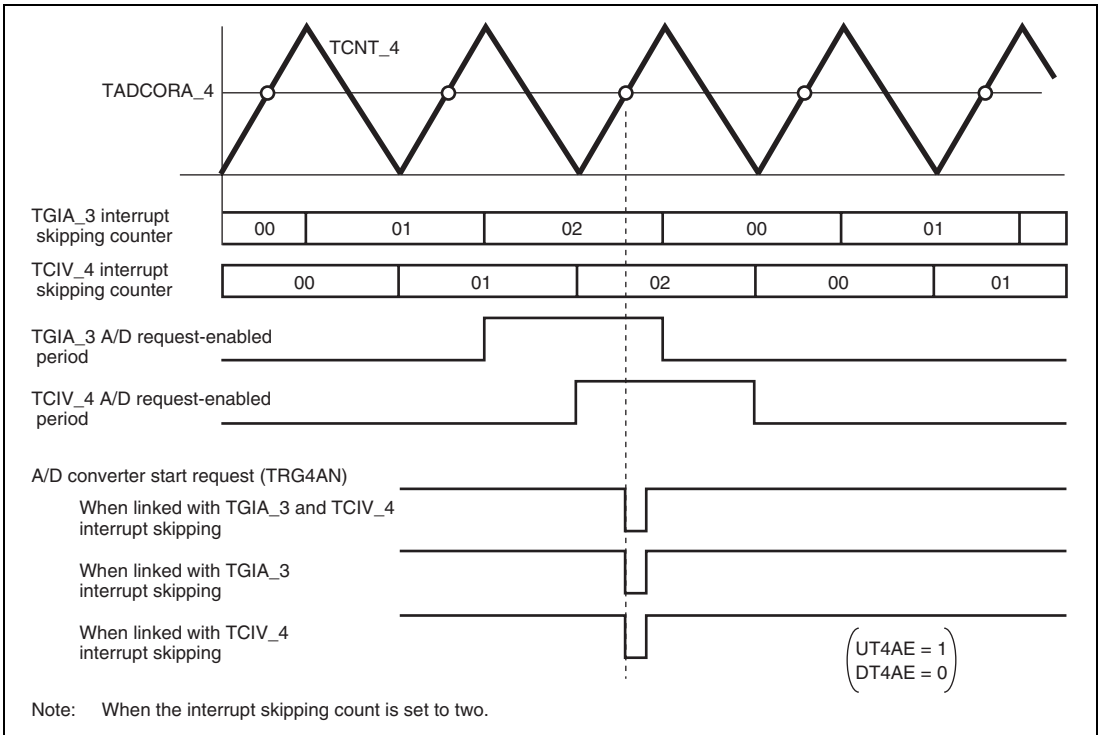 TCNT_4
TADCORA_4
TGIA_3 interrupt
skipping counter
00 01 02 00 01
TCIV_4 interrupt
skipping counter
00 01 02 00 01
TGIA_3 A/D request-enabled
period
TCIV_4 A/D request-enabled
period
A/D converter start request (TRG4AN)
When linked with TGIA_3 and TCIV_4
interrupt skipping
When linked with TGIA_3
interrupt skipping
When linked with TCIV_4
interrupt skipping
UT4AE = 1
DT4AE = 0
Note: When the interrupt skipping count is set to two.